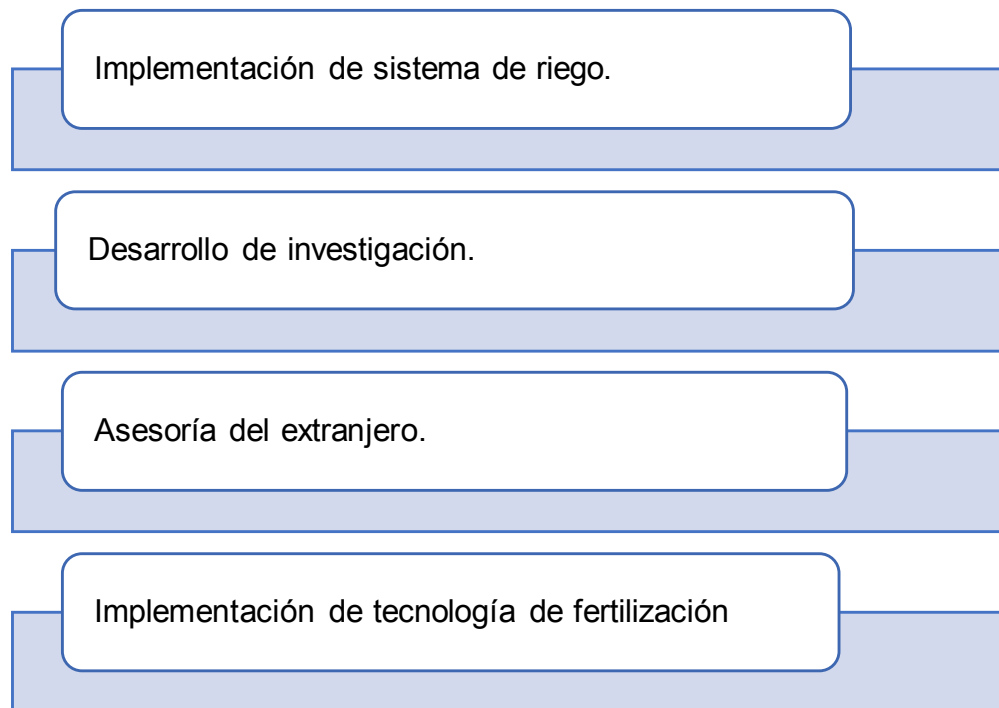 Implementación de sistema de riego.
Desarrollo de investigación.
Asesoría del extranjero.
Implementación de tecnología de fertilización